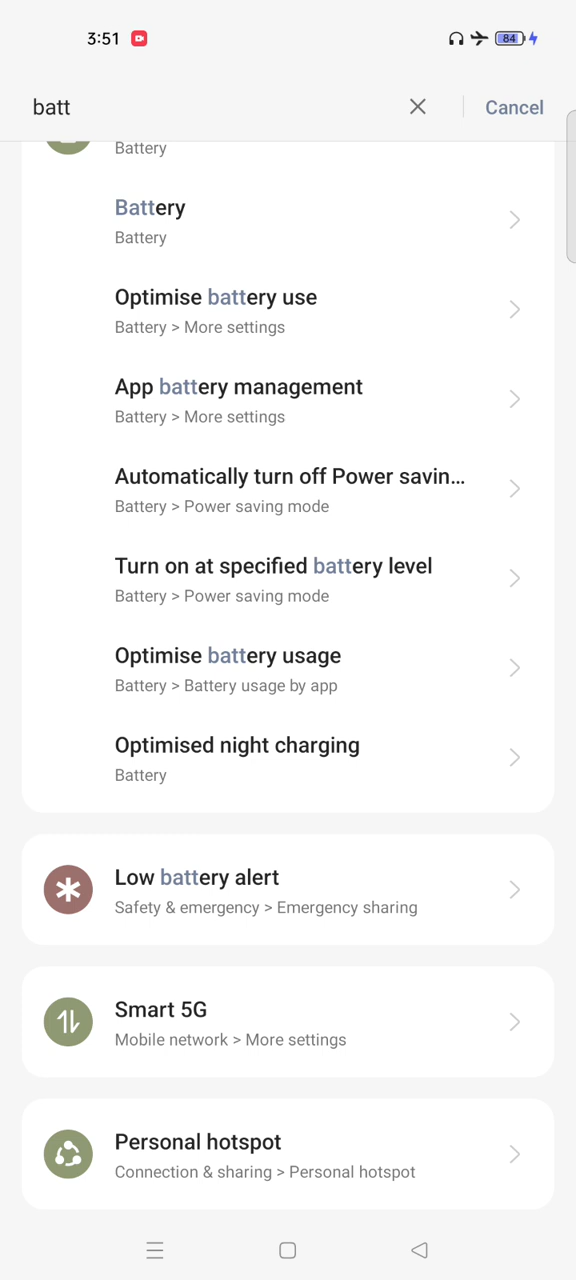 3:51
84
batt
Cancel
Battery
Battery
Battery
Optimise battery use
Battery > More settings
App battery management
Battery > More settings
Automatically turn off Power savin...
Battery > Power saving mode
Turn on at specified battery level
Battery > Power saving mode
Optimise battery usage
Battery > Battery usage by app
Optimised night charging
Battery
Low battery alert
Safety & emergency > Emergency sharing
Smart 5G
Mobile network > More settings
Personal hotspot
Connection & sharing > Personal hotspot